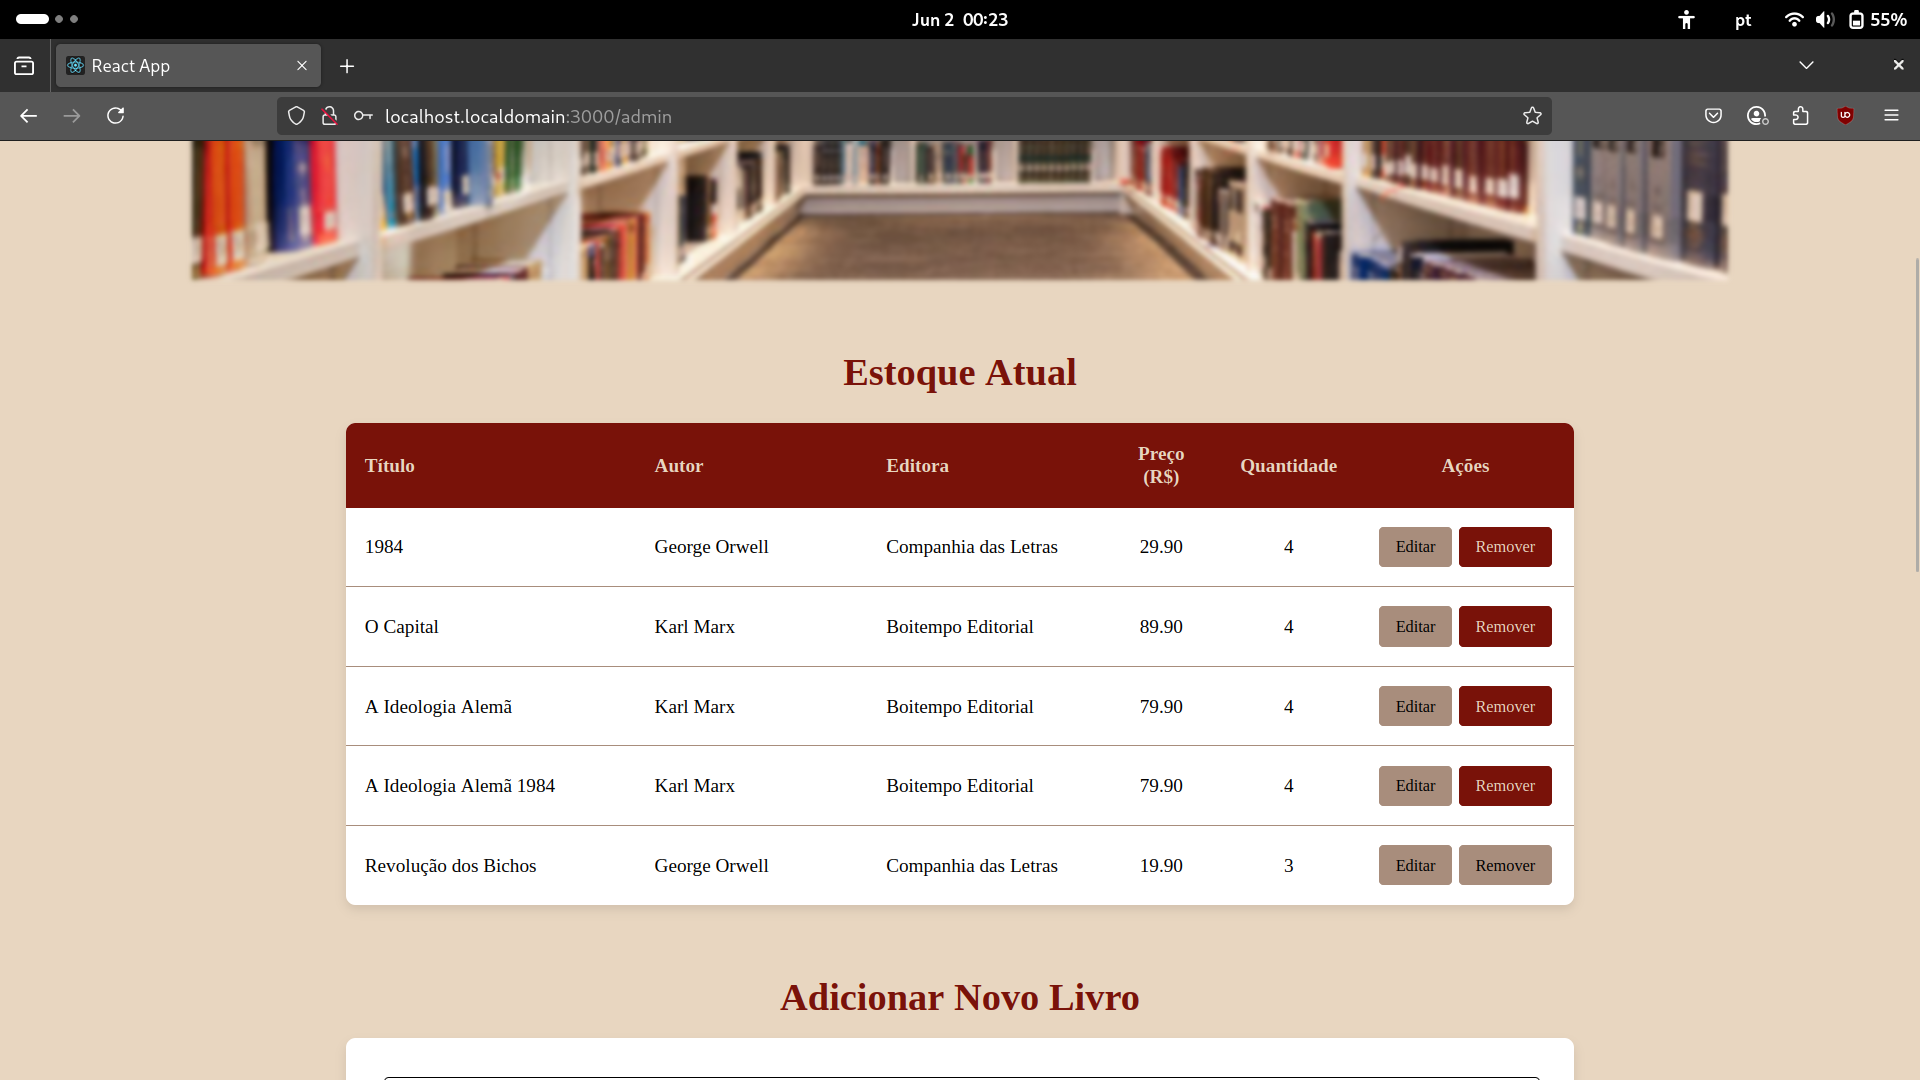 Jun 2 00:23
pt
55%
React App
localhost.localdomain:3000/admin
Estoque Atual
Título Autor Editora Preço (R$) Quantidade Ações
1984 George Orwell Companhia das Letras 29.90 4 Editar Remover
O Capital Karl Marx Boitempo Editorial 89.90 4 Editar Remover
A Ideologia Alemã Karl Marx Boitempo Editorial 79.90 4 Editar Remover
A Ideologia Alemã 1984 Karl Marx Boitempo Editorial 79.90 4 Editar Remover
Revolução dos Bichos George Orwell Companhia das Letras 19.90 3 Editar Remover
Adicionar Novo Livro